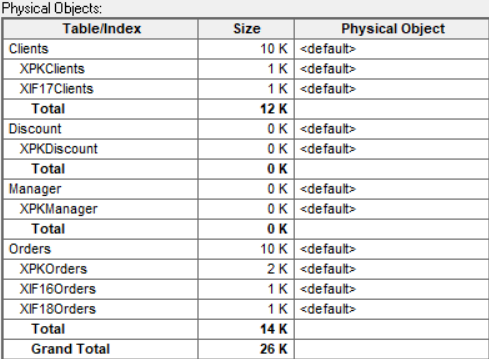 Physical Objects:
Table/Index Size Physical Object
Clients 10 K <default>
XPKClients 1 K <default>
XIF17Clients 1 K <default>
Total 12 K
Discount 0 K <default>
XPKDiscount 0 K <default>
Total 0 K
Manager 0 K <default>
XPKManager 0 K <default>
Total 0 K
Orders 10 K <default>
XPKOrders 2 K <default>
XIF16Orders 1 K <default>
XIF18Orders 1 K <default>
Total 14 K
Grand Total 26 K